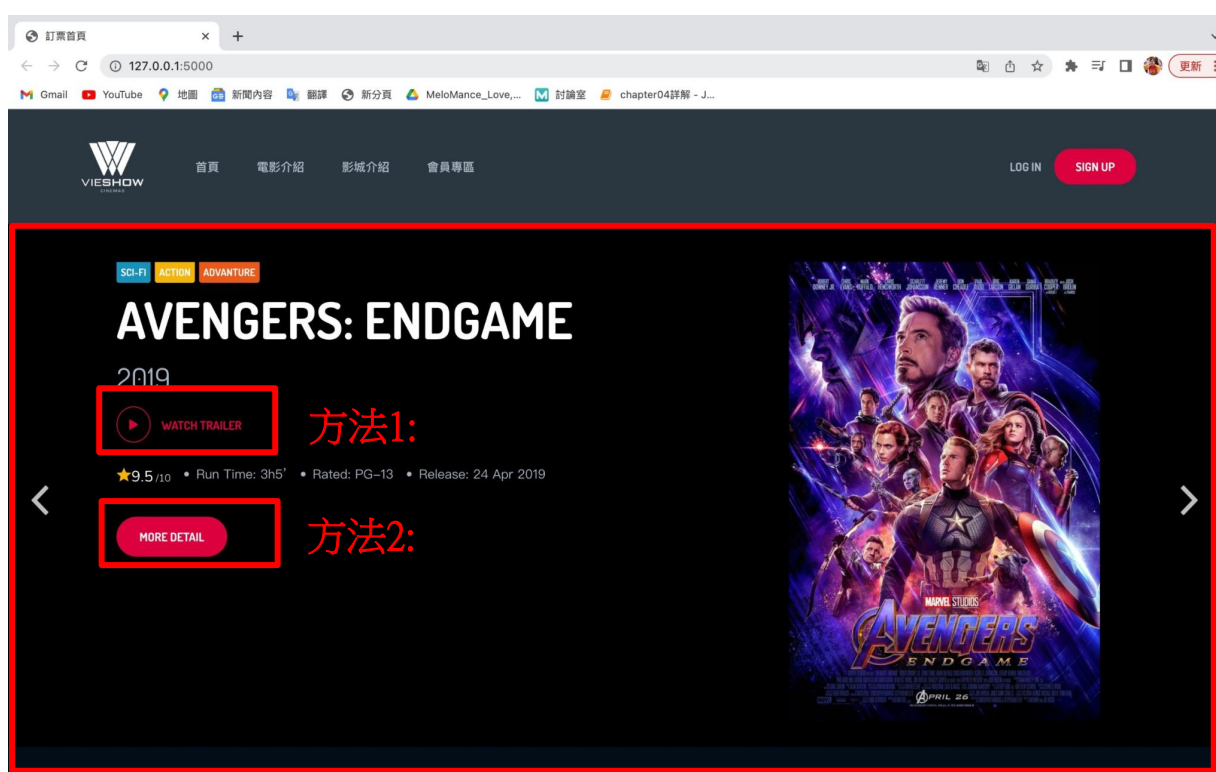 訂票首頁
127.0.0.1:5000
更新
Gmail YouTube 地圖 新聞內容 翻譯 新分頁 MeloMance_Love,... 討論室 chapter04詳解 - J...
VIESHOW
CINEMAS
首頁 電影介紹 影城介紹 會員專區 LOG IN SIGN UP
SCI-FI ACTION ADVANTURE
AVENGERS: ENDGAME
2019
WATCH TRAILER 方法1:
9.5 /10 • Run Time: 3h5’ • Rated: PG-13 • Release: 24 Apr 2019
MORE DETAIL 方法2:
MARVEL STUDIOS
AVENGERS
ENDGAME
APRIL 26